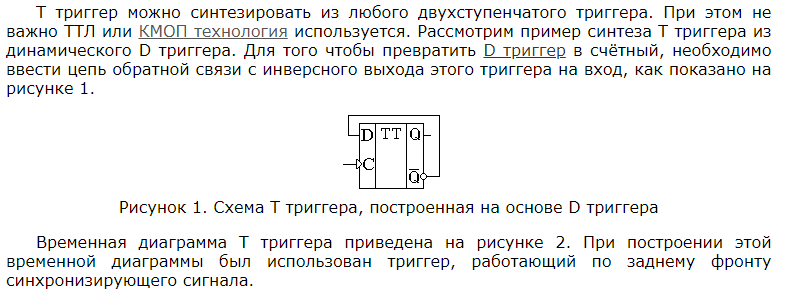 Т триггер можно синтезировать из любого двухступенчатого триггера. При этом не
важно ТТЛ или КМОП технология используется. Рассмотрим пример синтеза Т триггера из
динамического D триггера. Для того чтобы превратить D триггер в счётный, необходимо
ввести цепь обратной связи с инверсного выхода этого триггера на вход, как показано на
рисунке 1.
D TT Q
C
Q̅
Рисунок 1. Схема Т триггера, построенная на основе D триггера
Временная диаграмма Т триггера приведена на рисунке 2. При построении этой
временной диаграммы был использован триггер, работающий по заднему фронту
синхронизирующего сигнала.